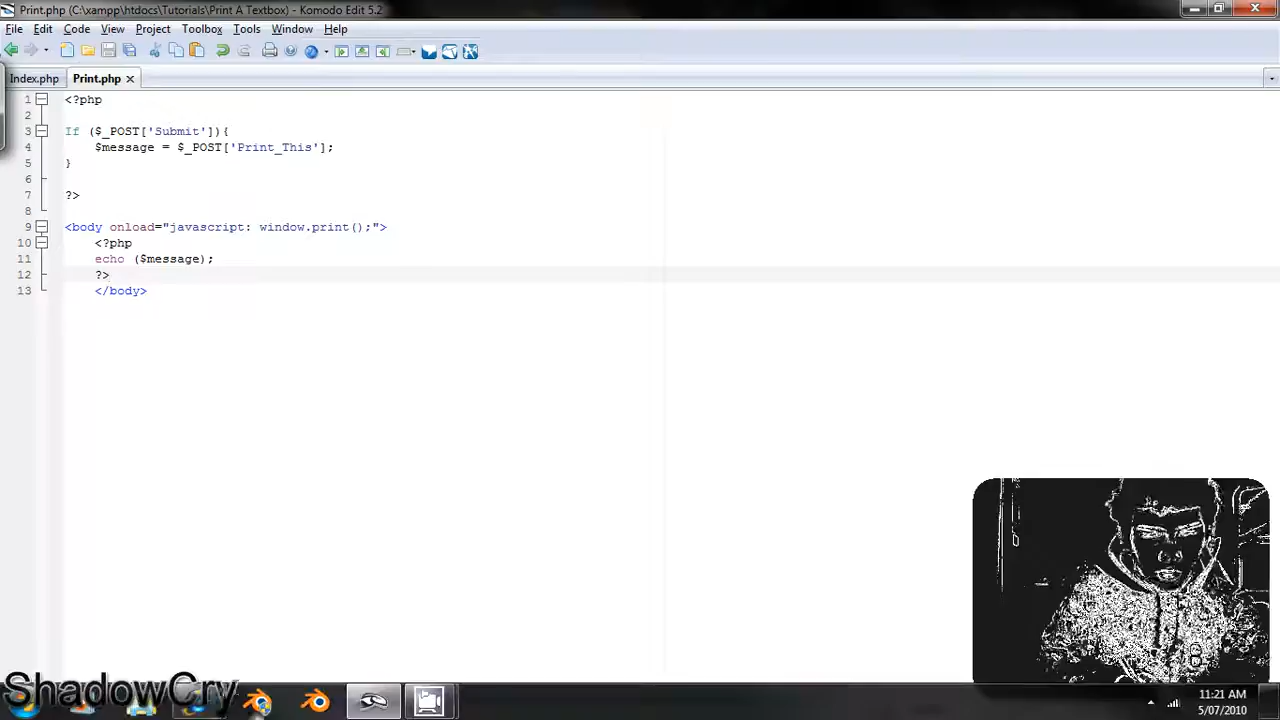 Print.php (C:\xampp\htdocs\Tutorials\Print A Textbox) - Komodo Edit 5.2
File Edit Code View Project Toolbox Tools Window Help
Index.php Print.php
1 <?php
2
3 If ($_POST['Submit']){
4 $message = $_POST['Print_This'];
5 }
6
7 ?>
8
9 <body onload="javascript: window.print();">
10 <?php
11 echo ($message);
12 ?>
13 </body>
ShadowCry
11:21 AM
5/07/2010